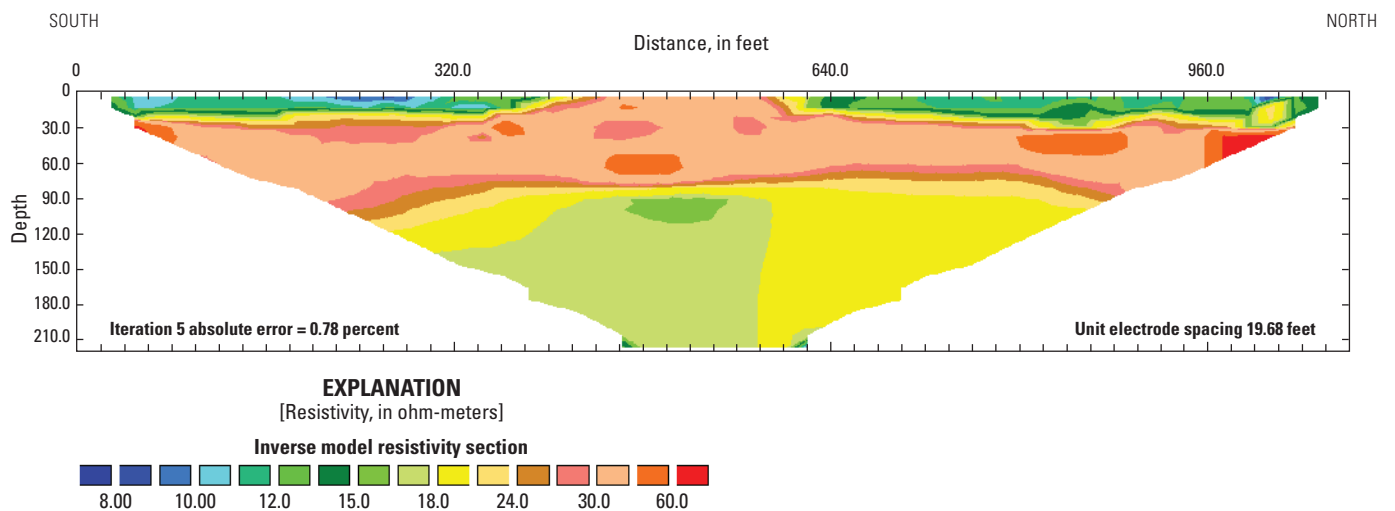 SOUTH
NORTH
Distance, in feet
0 320.0 640.0 960.0
Depth
0
30.0
60.0
90.0
120.0
150.0
180.0
210.0
Iteration 5 absolute error = 0.78 percent
Unit electrode spacing 19.68 feet
EXPLANATION
[Resistivity, in ohm-meters]
Inverse model resistivity section
8.00 10.00 12.0 15.0 18.0 24.0 30.0 60.0